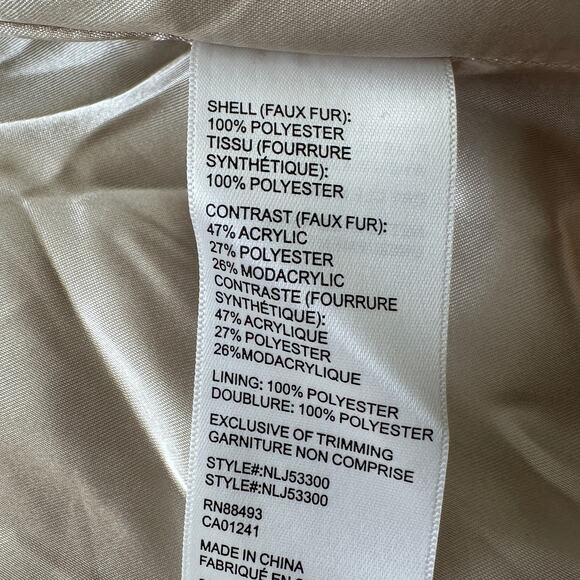 SHELL (FAUX FUR):
100% POLYESTER
TISSU (FOURRURE
SYNTHÉTIQUE):
100% POLYESTER
CONTRAST (FAUX FUR):
47% ACRYLIC
27% POLYESTER
26% MODACRYLIC
CONTRASTE (FOURRURE
SYNTHÉTIQUE):
47% ACRYLIQUE
27% POLYESTER
26%MODACRYLIQUE
LINING: 100% POLYESTER
DOUBLURE: 100% POLYESTER
EXCLUSIVE OF TRIMMING
GARNITURE NON COMPRISE
STYLE#:NLJ53300
STYLE#:NLJ53300
RN88493
CA01241
MADE IN CHINA
FABRIQUÉ EN